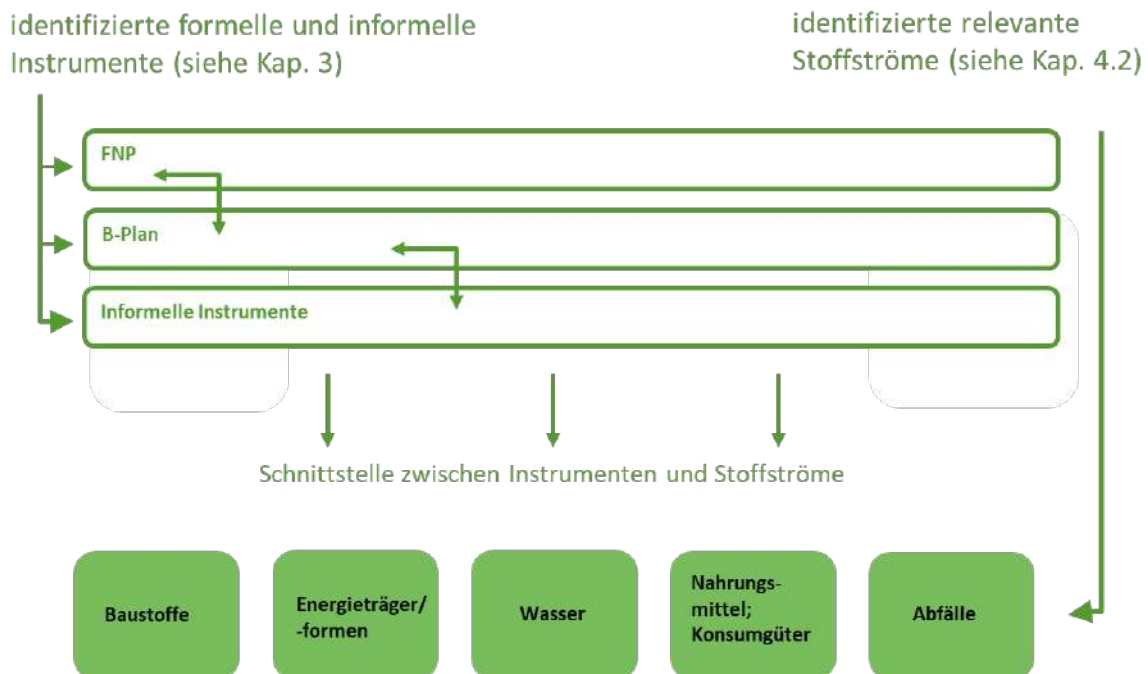 identifizierte formelle und informelle
Instrumente (siehe Kap. 3)
identifizierte relevante
Stoffströme (siehe Kap. 4.2)
FNP
B-Plan
Informelle Instrumente
Schnittstelle zwischen Instrumenten und Stoffströme
Baustoffe
Energieträger/
-formen
Wasser
Nahrungs-
mittel;
Konsumgüter
Abfälle